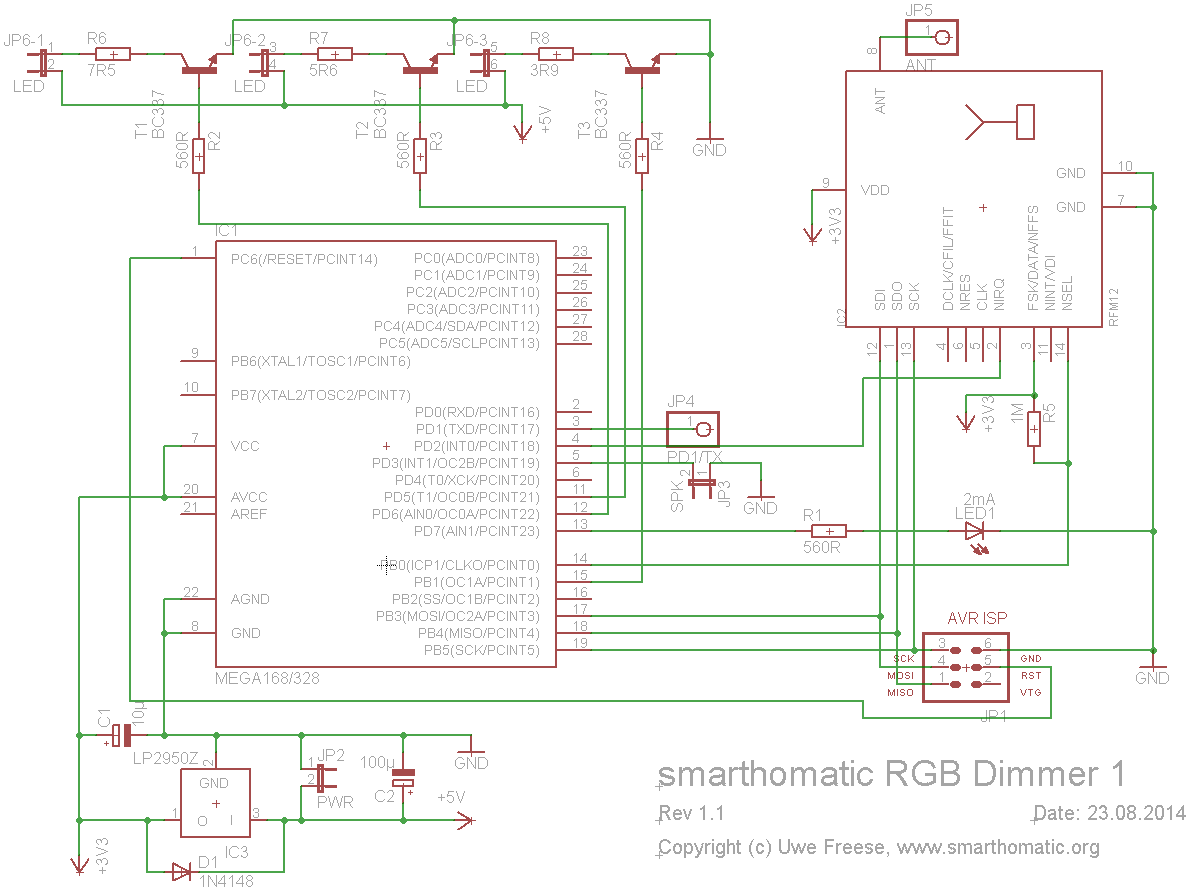 JP6-1
1
2
LED
R6
7R5
JP6-2
3
4
LED
R7
5R6
JP6-3
5
6
LED
R8
3R9
T1
BC337
T2
BC337
T3
BC337
+5V
GND
560R
R2
560R
R3
560R
R4
JP5
1
ANT
8
ANT
9
VDD
+3V3
GND
10
GND
7
SDI
SDO
SCK
DCLK/CFIL/FFIT
NRES
CLK
NIRQ
FSK/DATA/NFFS
NINT/VDI
NSEL
IC2
RFM12
12
1
13
4
6
5
2
3
11
14
IC1
1
PC6(/RESET/PCINT14)
9
PB6(XTAL1/TOSC1/PCINT6)
10
PB7(XTAL2/TOSC2/PCINT7)
7
VCC
20
AVCC
21
AREF
22
AGND
8
GND
PC0(ADC0/PCINT8)
23
PC1(ADC1/PCINT9)
24
PC2(ADC2/PCINT10)
25
PC3(ADC3/PCINT11)
26
PC4(ADC4/SDA/PCINT12)
27
PC5(ADC5/SCLPCINT13)
28
PD0(RXD/PCINT16)
2
PD1(TXD/PCINT17)
3
PD2(INT0/PCINT18)
4
PD3(INT1/OC2B/PCINT19)
5
PD4(T0/XCK/PCINT20)
6
PD5(T1/OC0B/PCINT21)
11
PD6(AIN0/OC0A/PCINT22)
12
PD7(AIN1/PCINT23)
13
PB0(ICP1/CLKO/PCINT0)
14
PB1(OC1A/PCINT1)
15
PB2(SS/OC1B/PCINT2)
16
PB3(MOSI/OC2A/PCINT3)
17
PB4(MISO/PCINT4)
18
PB5(SCK/PCINT5)
19
MEGA168/328
JP4
1
PD1/TX
SPK
2
1
JP3
GND
+3V3
1M
R5
R1
560R
2mA
LED1
AVR ISP
3
6
4
5
1
2
SCK
MOSI
MISO
GND
RST
VTG
JP1
GND
C1
10µ
LP2950Z
2
GND
1
O
I
3
IC3
+3V3
D1
1N4148
1
2
JP2
PWR
100µ
C2
+5V
GND
smarthomatic RGB Dimmer 1
Rev 1.1
Date: 23.08.2014
Copyright (c) Uwe Freese, www.smarthomatic.org